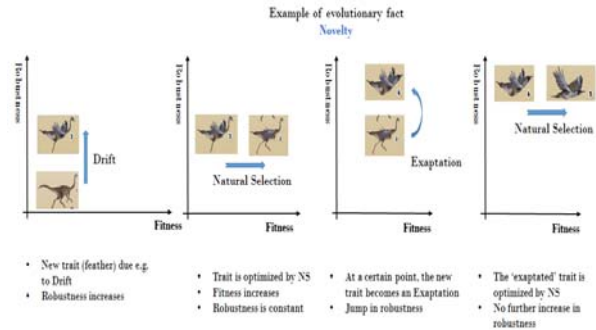 Example of evolutionary fact
Novelty
Robustness
Drift
Fitness
Robustness
Natural Selection
Fitness
Robustness
Exaptation
Fitness
Robustness
Natural Selection
Fitness
• New trait (feather) due e.g.
to Drift
• Robustness increases
• Trait is optimized by NS
• Fitness increases
• Robustness is constant
• At a certain point, the new
trait becomes an Exaptation
• Jump in robustness
• The 'exaptated' trait is
optimized by NS
• No further increase in
robustness